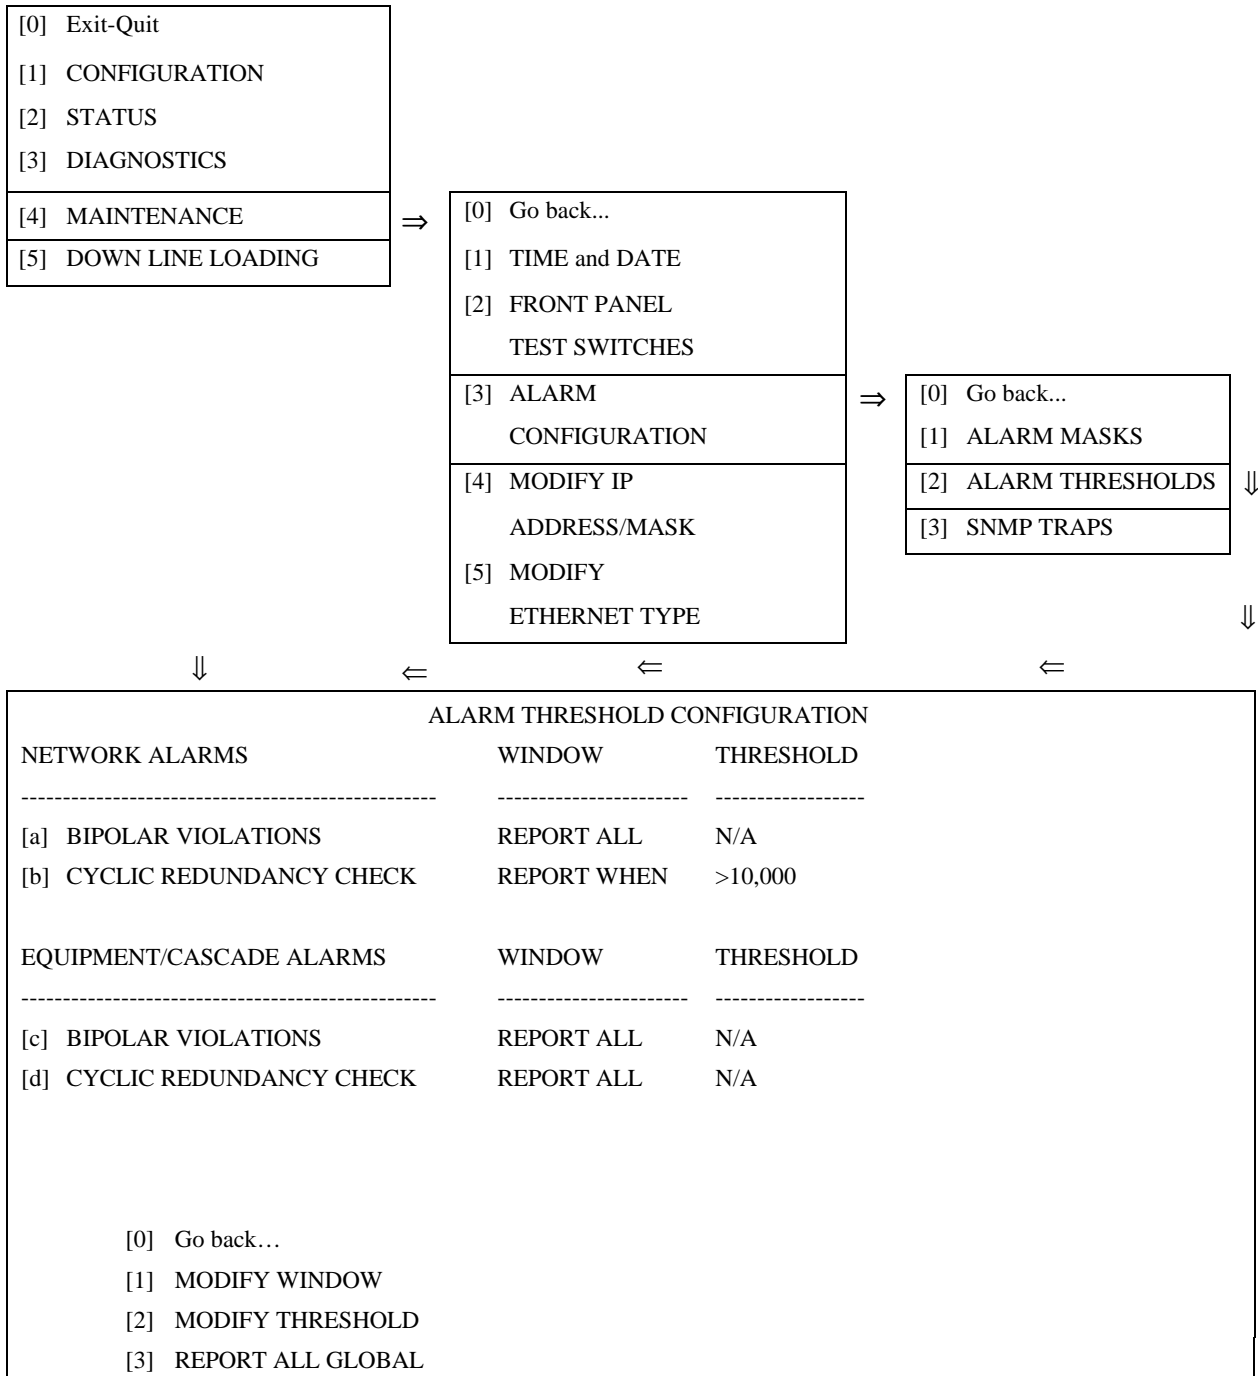 [0] Exit-Quit
[1] CONFIGURATION
[2] STATUS
[3] DIAGNOSTICS
[4] MAINTENANCE ⇒
[5] DOWN LINE LOADING
[0] Go back...
[1] TIME and DATE
[2] FRONT PANEL
TEST SWITCHES
[3] ALARM
CONFIGURATION ⇒
[4] MODIFY IP
ADDRESS/MASK
[5] MODIFY
ETHERNET TYPE
[0] Go back...
[1] ALARM MASKS
[2] ALARM THRESHOLDS ⇓
[3] SNMP TRAPS
⇓
⇓ ⇐ ⇐ ⇐
ALARM THRESHOLD CONFIGURATION
NETWORK ALARMS WINDOW THRESHOLD
-------------------------------------------------- ----------------------- ------------------
[a] BIPOLAR VIOLATIONS REPORT ALL N/A
[b] CYCLIC REDUNDANCY CHECK REPORT WHEN >10,000
EQUIPMENT/CASCADE ALARMS WINDOW THRESHOLD
-------------------------------------------------- ----------------------- ------------------
[c] BIPOLAR VIOLATIONS REPORT ALL N/A
[d] CYCLIC REDUNDANCY CHECK REPORT ALL N/A
[0] Go back…
[1] MODIFY WINDOW
[2] MODIFY THRESHOLD
[3] REPORT ALL GLOBAL